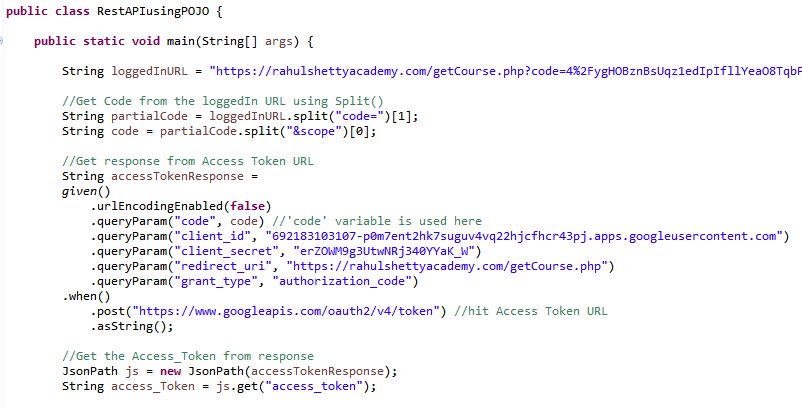 public class RestAPIusingPOJO {
public static void main(String[] args) {
String loggedInURL = "https://rahulshettyacademy.com/getCourse.php?code=4%2FygHOBznBsUqz1edIpIfllYeaO8TqbF
//Get Code from the loggedIn URL using Split()
String partialCode = loggedInURL.split("code=")[1];
String code = partialCode.split("&scope")[0];
//Get response from Access Token URL
String accessTokenResponse =
given()
.urlEncodingEnabled(false)
.queryParam("code", code) //'code' variable is used here
.queryParam("client_id", "692183103107-p0m7ent2hk7suguv4vq22hjcfhcr43pj.apps.googleusercontent.com")
.queryParam("client_secret", "erZOWM9g3UtwNRj340YYaK_W")
.queryParam("redirect_uri", "https://rahulshettyacademy.com/getCourse.php")
.queryParam("grant_type", "authorization_code")
.when()
.post("https://www.googleapis.com/oauth2/v4/token") //hit Access Token URL
.asString();
//Get the Access_Token from response
JsonPath js = new JsonPath(accessTokenResponse);
String access_Token = js.get("access_token");